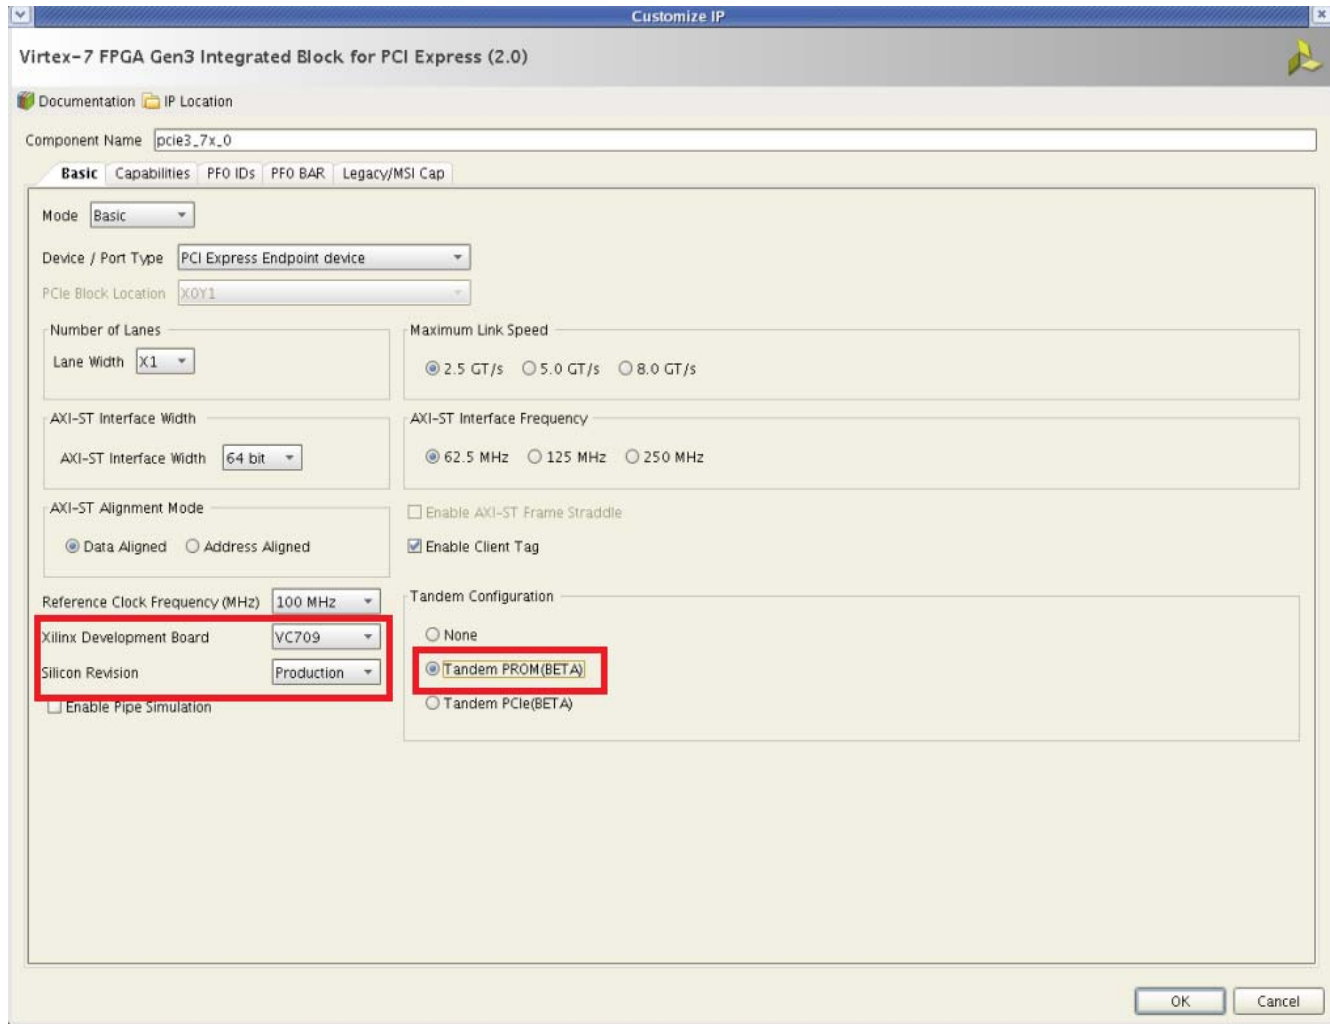 Customize IP
Virtex-7 FPGA Gen3 Integrated Block for PCI Express (2.0)
Documentation IP Location
Component Name pcie3_7x_0
Basic Capabilities PF0 IDs PF0 BAR Legacy/MSI Cap
Mode Basic
Device / Port Type PCI Express Endpoint device
PCIe Block Location X0Y1
Number of Lanes
Lane Width X1
Maximum Link Speed
2.5 GT/s 5.0 GT/s 8.0 GT/s
AXI-ST Interface Width
AXI-ST Interface Width 64 bit
AXI-ST Interface Frequency
62.5 MHz 125 MHz 250 MHz
AXI-ST Alignment Mode
Data Aligned Address Aligned
Enable AXI-ST Frame Straddle
Enable Client Tag
Reference Clock Frequency (MHz) 100 MHz
Xilinx Development Board VC709
Silicon Revision Production
Enable Pipe Simulation
Tandem Configuration
None
Tandem PROM(BETA)
Tandem PCIe(BETA)
OK Cancel